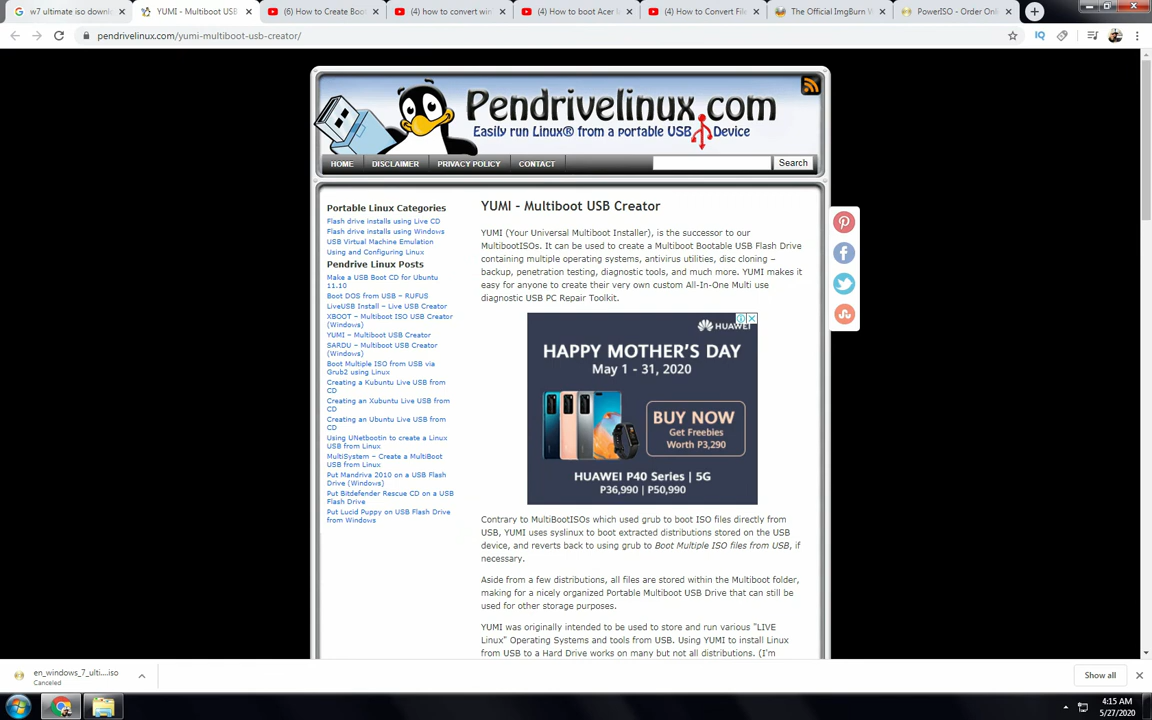 w7 ultimate iso downlo
YUMI - Multiboot USB
(6) How to Create Boo
(4) how to convert win
(4) How to boot Acer l
(4) How to Convert File
The Official ImgBurn W
PowerISO - Order Onl
pendrivelinux.com/yumi-multiboot-usb-creator/
IQ
Pendrivelinux.com
Easily run Linux® from a portable USB Device
HOME
DISCLAIMER
PRIVACY POLICY
CONTACT
Search
Portable Linux Categories
Flash drive installs using Live CD
Flash drive installs using Windows
USB Virtual Machine Emulation
Using and Configuring Linux
Pendrive Linux Posts
Make a USB Boot CD for Ubuntu
11.10
Boot DOS from USB – RUFUS
LiveUSB Install – Live USB Creator
XBOOT – Multiboot ISO USB Creator
(Windows)
YUMI – Multiboot USB Creator
SARDU – Multiboot USB Creator
(Windows)
Boot Multiple ISO from USB via
Grub2 using Linux
Creating a Kubuntu Live USB from
CD
Creating an Xubuntu Live USB from
CD
Creating an Ubuntu Live USB from
CD
Using UNetbootin to create a Linux
USB from Linux
MultiSystem – Create a MultiBoot
USB from Linux
Put Mandriva 2010 on a USB Flash
Drive (Windows)
Put Bitdefender Rescue CD on a USB
Flash Drive
Put Lucid Puppy on USB Flash Drive
from Windows
YUMI – Multiboot USB Creator
YUMI (Your Universal Multiboot Installer), is the successor to our
MultibootISOs. It can be used to create a Multiboot Bootable USB Flash Drive
containing multiple operating systems, antivirus utilities, disc cloning –
backup, penetration testing, diagnostic tools, and much more. YUMI makes it
easy for anyone to create their very own custom All-In-One Multi use
diagnostic USB PC Repair Toolkit.
HUAWEI
HAPPY MOTHER'S DAY
May 1 - 31, 2020
BUY NOW
Get Freebies
Worth P3,290
HUAWEI P40 Series | 5G
P36,990 | P50,990
Contrary to MultiBootISOs which used grub to boot ISO files directly from
USB, YUMI uses syslinux to boot extracted distributions stored on the USB
device, and reverts back to using grub to Boot Multiple ISO files from USB, if
necessary.
Aside from a few distributions, all files are stored within the Multiboot folder,
making for a nicely organized Portable Multiboot USB Drive that can still be
used for other storage purposes.
YUMI was originally intended to be used to store and run various "LIVE
Linux" Operating Systems and tools from USB. Using YUMI to install Linux
from USB to a Hard Drive works on many but not all distributions. (I'm
en_windows_7_ulti....iso
Canceled
Show all
4:15 AM
5/27/2020